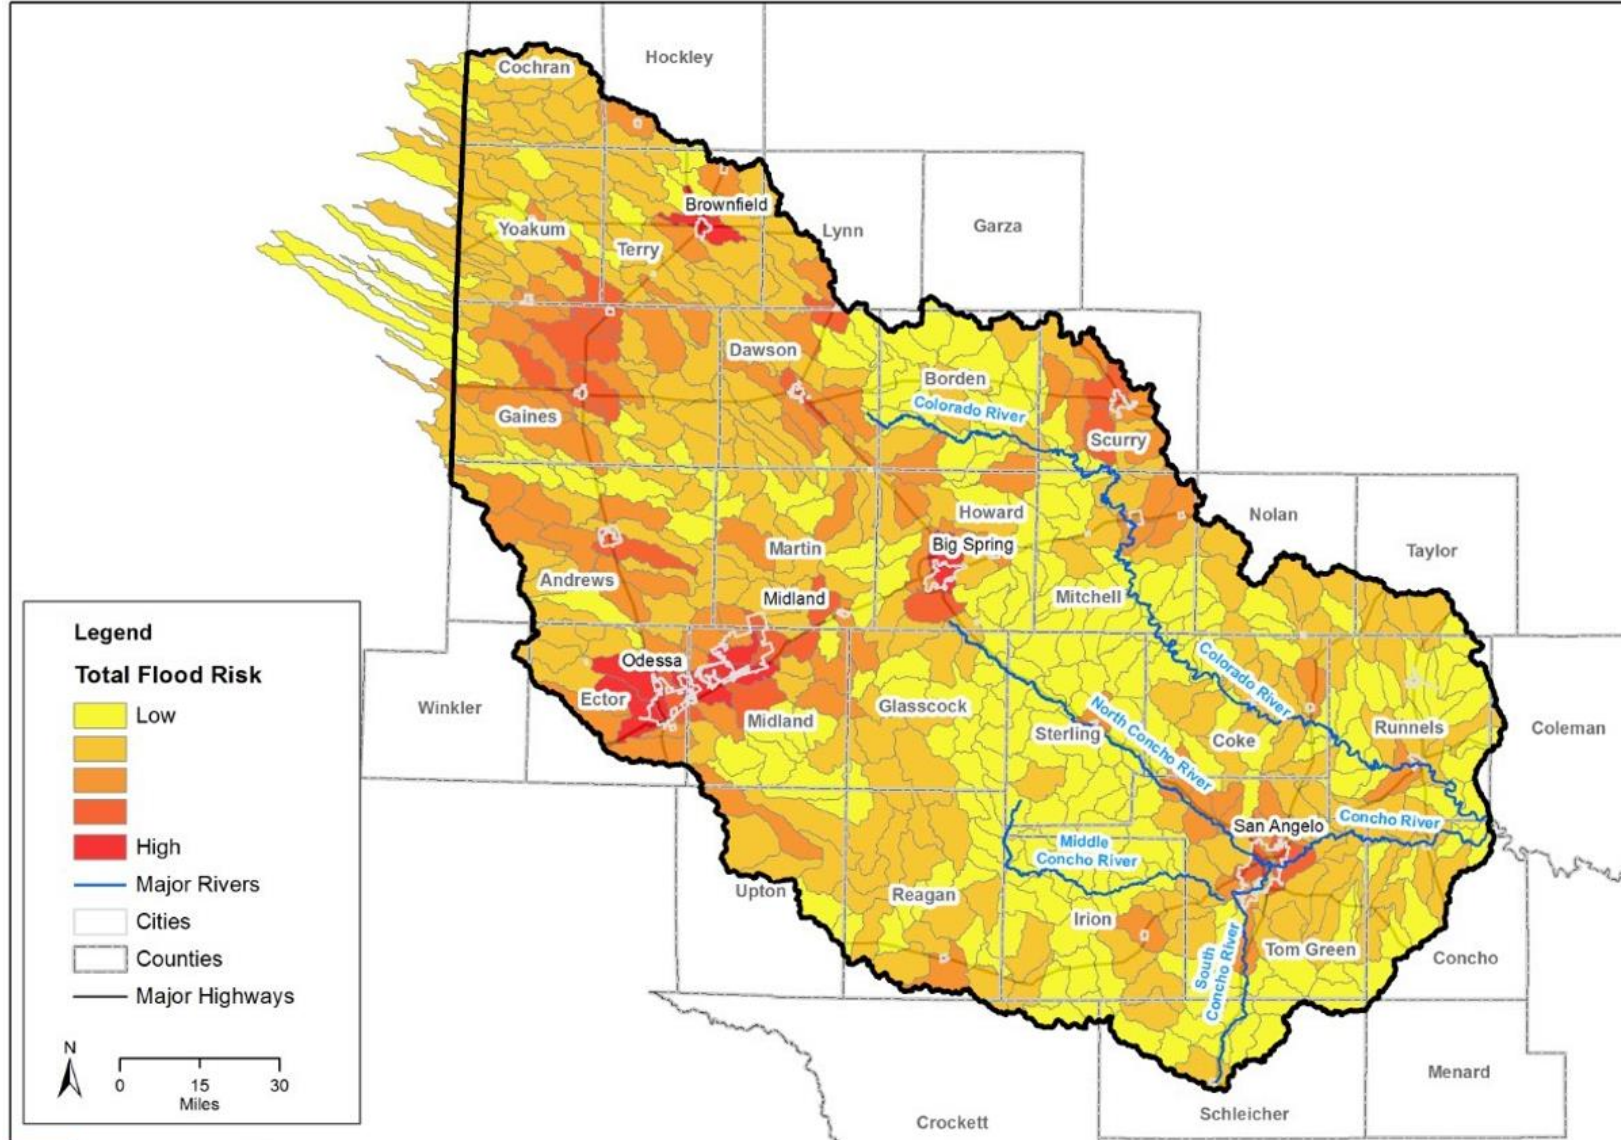 Hockley
Cochran
Brownfield
Yoakum
Terry
Lynn
Garza
Dawson
Borden
Colorado River
Gaines
Scurry
Howard
Nolan
Martin
Big Spring
Taylor
Andrews
Midland
Mitchell
Odessa
Ector
Winkler
Midland
Glasscock
Colorado River
North Concho River
Sterling
Coke
Runnels
Coleman
San Angelo
Concho River
Middle
Concho River
Upton
Reagan
Irion
South
Concho River
Tom Green
Concho
Menard
Schleicher
Crockett
Legend
Total Flood Risk
Low
High
Major Rivers
Cities
Counties
Major Highways
N
0 15 30
Miles